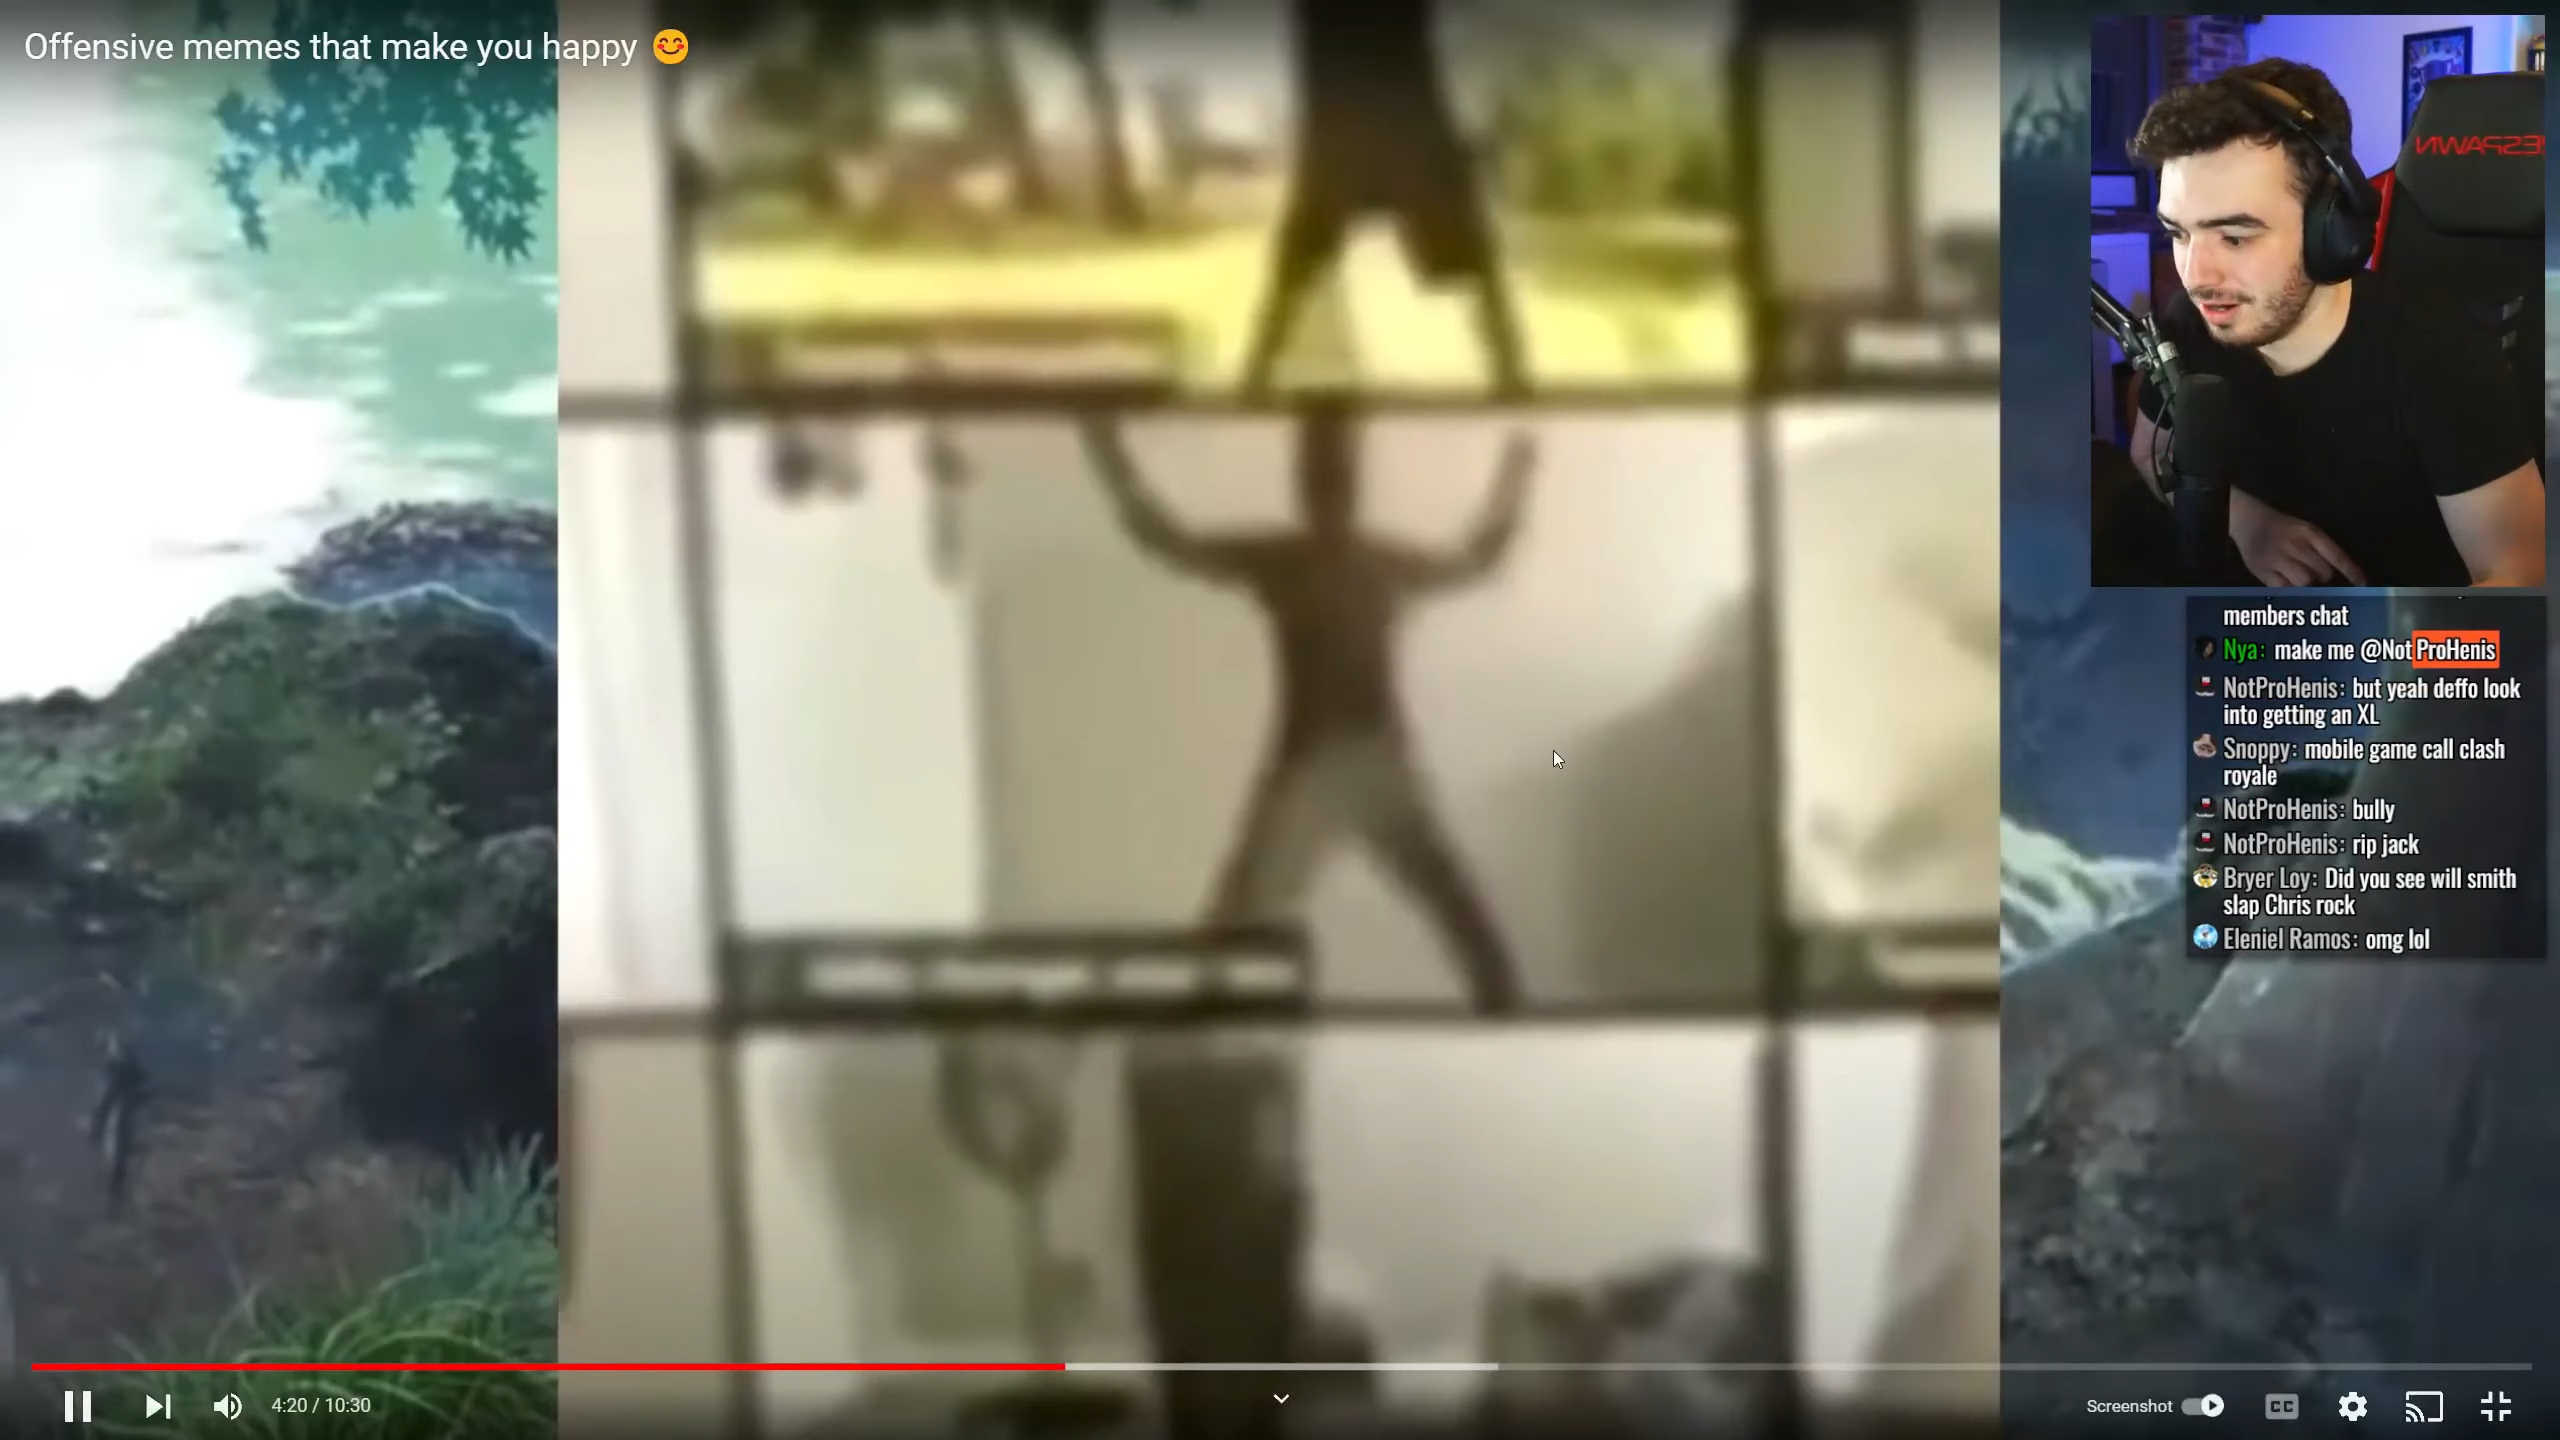 Offensive memes that make you happy 😊
members chat
Nya: make me @NotProHenis
NotProHenis: but yeah deffo look
into getting an XL
Snoppy: mobile game call clash
royale
NotProHenis: bully
NotProHenis: rip jack
Bryer Loy: Did you see will smith
slap Chris rock
Eleniel Ramos: omg lol
4:20 / 10:30
Screenshot
CC